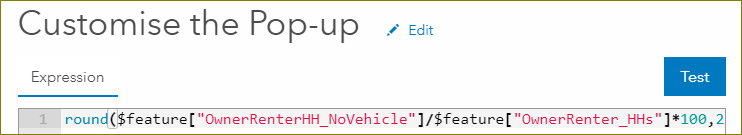 Customise the Pop-up Edit
Expression Test
1 round($feature["OwnerRenterHH_NoVehicle"]/$feature["OwnerRenter_HHs"]*100,2